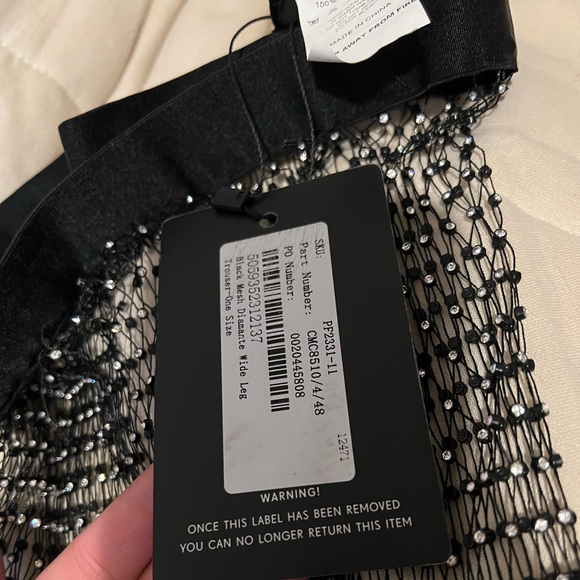 100%
MADE IN CHINA
AWAY FROM FIRE
SKU: PF2331-11
Part Number: CMC8510/4/48
PO Number: 0020445808
12471
5059352312137
Black Mesh Diamante Wide Leg
Trouser-One Size
WARNING!
ONCE THIS LABEL HAS BEEN REMOVED
YOU CAN NO LONGER RETURN THIS ITEM